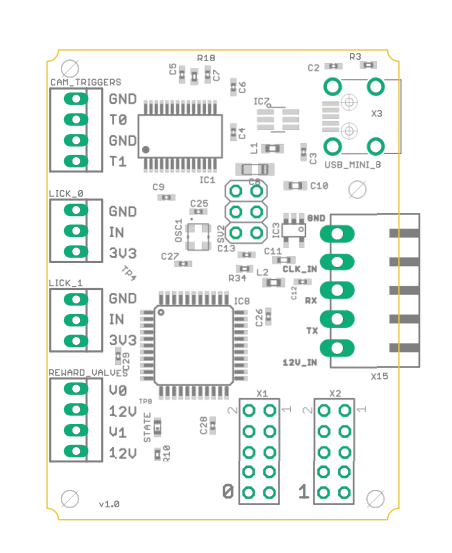 R18
R3
C5
C7
C2
CAM_TRIGGERS
C6
GND
IC7
T0
X3
C4
GND
L1
C3
T1
USB_MINI_B
IC1
C8
C9
C10
LICK_0
GND
C25
GND
IN
OSC1
SV2
IC3
3V3
C13
C11
C27
CLK_IN
TP4
R34
L2
LICK_1
C12
GND
IC8
RX
IN
C26
TX
3V3
C29
12V_IN
REWARD_VALVES
X15
V0
X1
X2
12V
TP8
2
1
2
1
V1
STATE
C28
12V
R10
0
1
v1.0